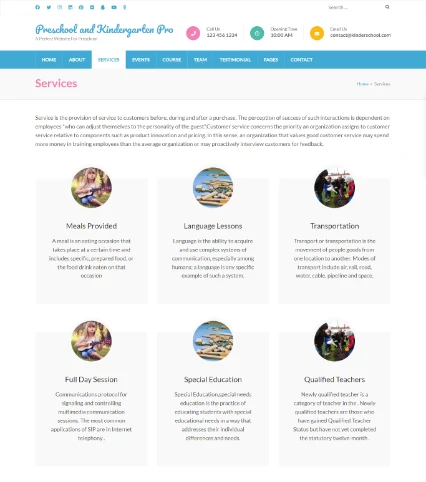 Search ...
Preschool and Kindergarten Pro
A Perfect Website For Preschool
Call Us
123 456 1234
Opening Time
10:00 AM
Email Us
contact@kinderschool.com
HOME ABOUT SERVICES EVENTS COURSE TEAM TESTIMONIAL PAGES CONTACT
Services
Home > Services
Service is the provision of service to customers before, during and after a purchase. The perception of success of such interactions is dependent on
employees "who can adjust themselves to the personality of the guest".Customer service concerns the priority an organization assigns to customer
service relative to components such as product innovation and pricing. In this sense, an organization that values good customer service may spend
more money in training employees than the average organization or may proactively interview customers for feedback.
Meals Provided
A meal is an eating occasion that
takes place at a certain time and
includes specific, prepared food, or
the food drink eaten on that
occasion
Language Lessons
Language is the ability to acquire
and use complex systems of
communication, especially among
humans; a language is any specific
example of such a system.
Transportation
Transport or transportation is the
movement of people goods from
one location to another. Modes of
transport include air, rail, road,
water, cable, pipeline and space.
Full Day Session
Communications protocol for
signaling and controlling
multimedia communication
sessions. The most common
applications of SIP are in Internet
telephony .
Special Education
Special Education,special needs
education is the practice of
educating students with special
educational needs in a way that
addresses their individual
differences and needs.
Qualified Teachers
Newly qualified teacher is a
category of teacher in the . Newly
qualified teachers are those who
have gained Qualified Teacher
Status but have not yet completed
the statutory twelve-month.